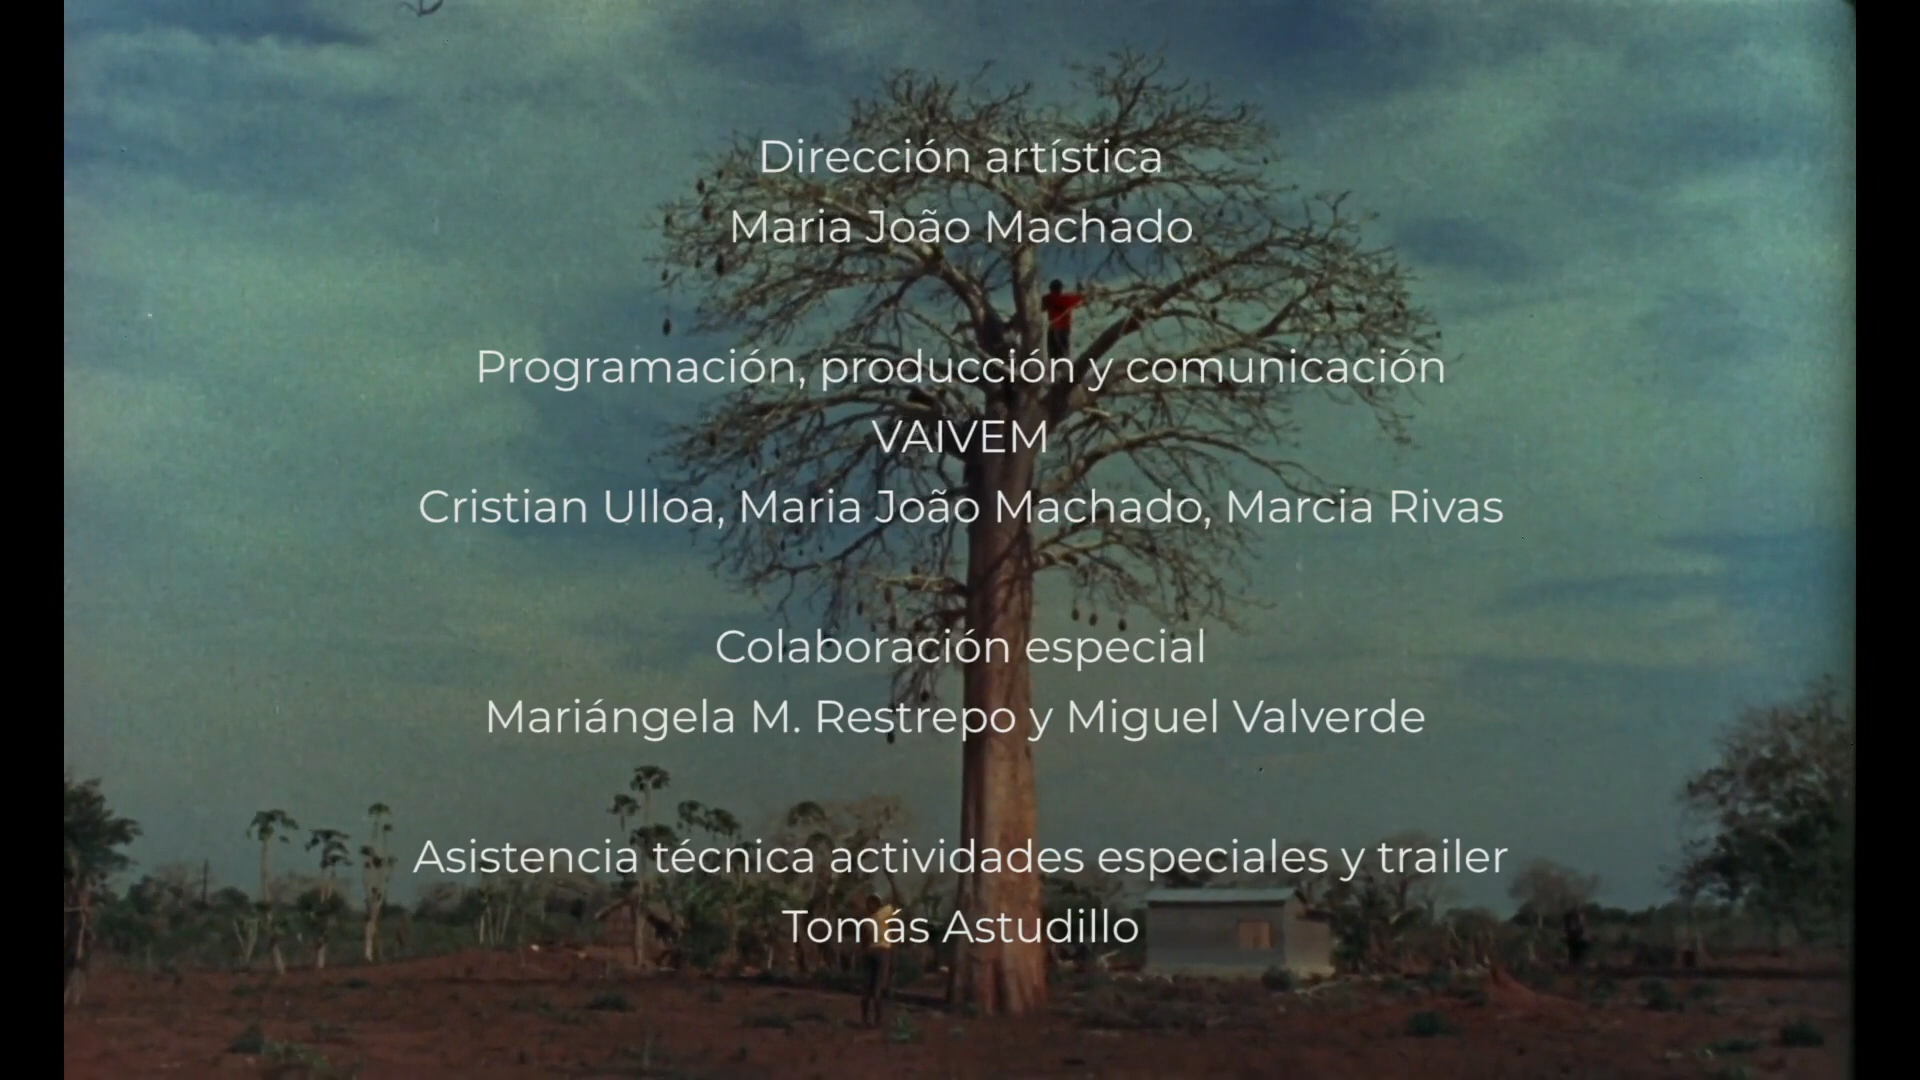 Dirección artística
Maria João Machado
Programación, producción y comunicación
VAIVEM
Cristian Ulloa, Maria João Machado, Marcia Rivas
Colaboración especial
Mariángela M. Restrepo y Miguel Valverde
Asistencia técnica actividades especiales y trailer
Tomás Astudillo